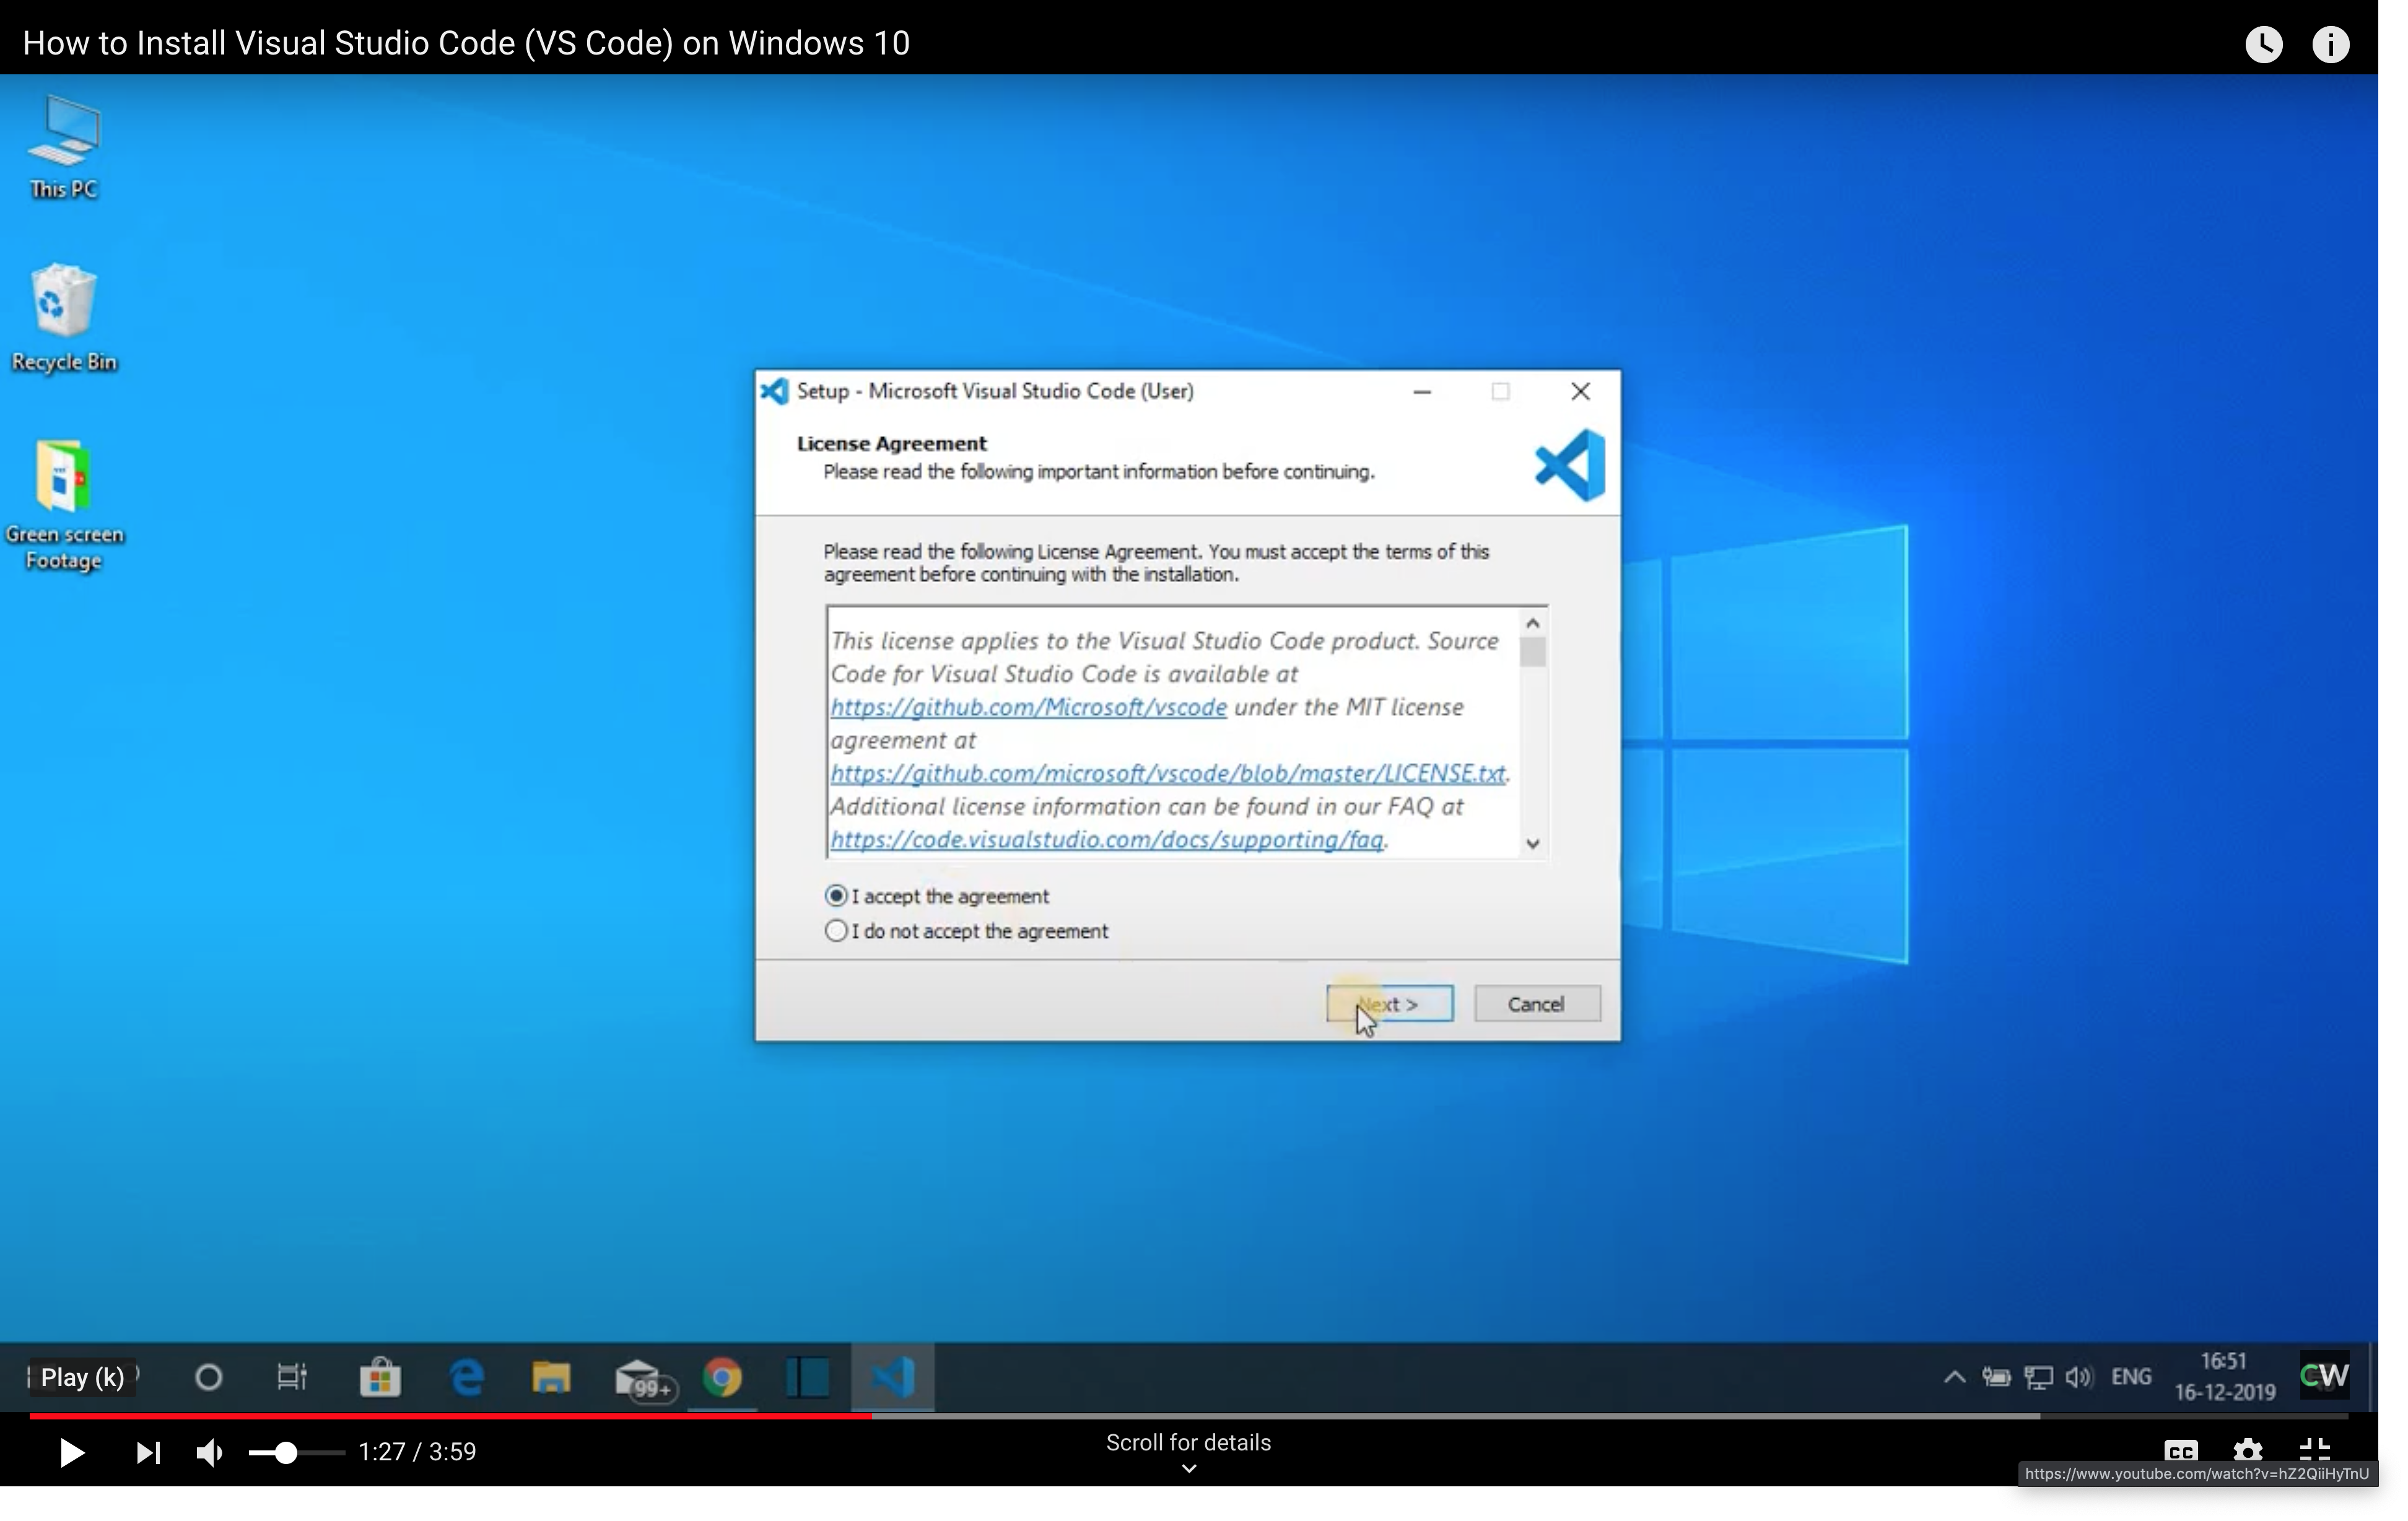 How to Install Visual Studio Code (VS Code) on Windows 10
This PC
Recycle Bin
Green screen
Footage
Setup - Microsoft Visual Studio Code (User)
License Agreement
Please read the following important information before continuing.
Please read the following License Agreement. You must accept the terms of this
agreement before continuing with the installation.
This license applies to the Visual Studio Code product. Source
Code for Visual Studio Code is available at
https://github.com/Microsoft/vscode under the MIT license
agreement at
https://github.com/microsoft/vscode/blob/master/LICENSE.txt.
Additional license information can be found in our FAQ at
https://code.visualstudio.com/docs/supporting/faq.
I accept the agreement
I do not accept the agreement
Next >
Cancel
Play (k)
99+
ENG
16:51
16-12-2019
CW
1:27 / 3:59
Scroll for details
CC
https://www.youtube.com/watch?v=hZ2QiiHyTnU